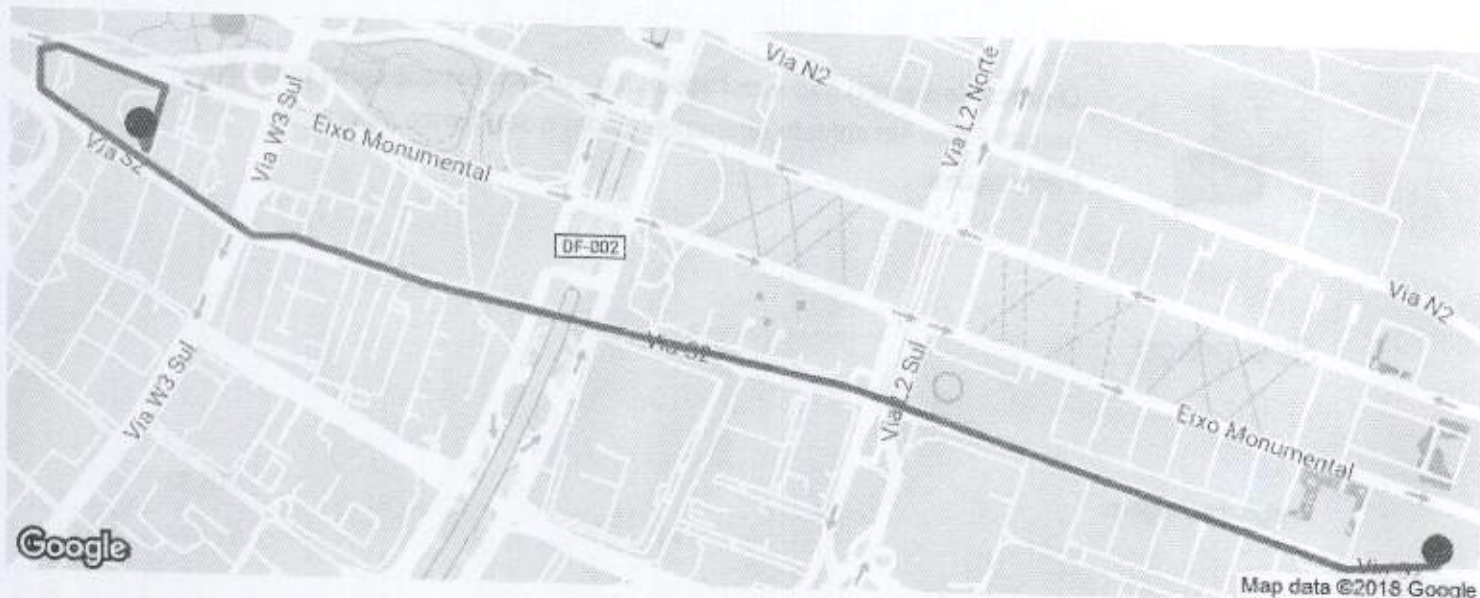 Via N2
Via L2 Norte
Via W3 Sul
Eixo Monumental
Via S2
DF-002
Via N2
Via S2
Via W3 Sul
Via L2 Sul
Eixo Monumental
Google
Map data ©2018 Google